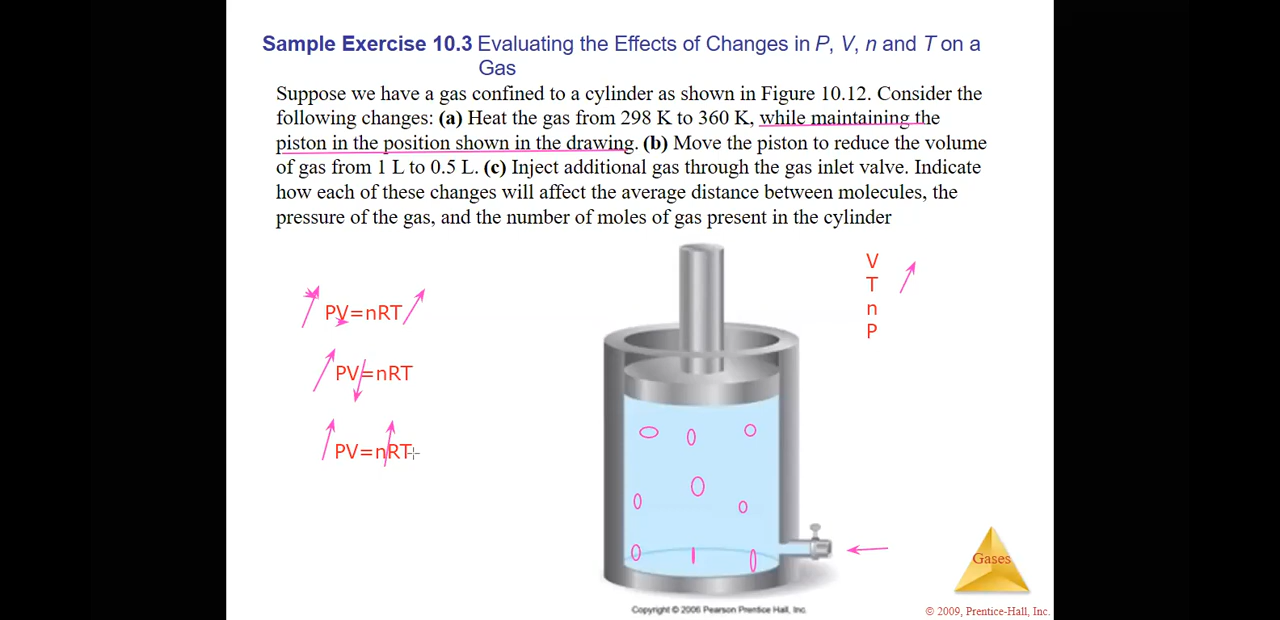 Sample Exercise 10.3 Evaluating the Effects of Changes in P, V, n and T on a
Gas
Suppose we have a gas confined to a cylinder as shown in Figure 10.12. Consider the
following changes: (a) Heat the gas from 298 K to 360 K, while maintaining the
piston in the position shown in the drawing. (b) Move the piston to reduce the volume
of gas from 1 L to 0.5 L. (c) Inject additional gas through the gas inlet valve. Indicate
how each of these changes will affect the average distance between molecules, the
pressure of the gas, and the number of moles of gas present in the cylinder
V
T
n
P
PV=nRT
PV=nRT
PV=nRT
Gases
Copyright © 2006 Pearson Prentice Hall, Inc.
© 2009, Prentice-Hall, Inc.